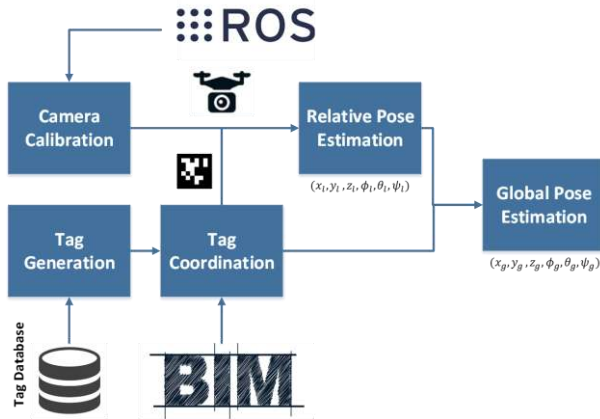 ROS
Camera
Calibration
Relative Pose
Estimation
(x_l, y_l, z_l, ϕ_l, θ_l, ψ_l)
Global Pose
Estimation
(x_g, y_g, z_g, ϕ_g, θ_g, ψ_g)
Tag
Generation
Tag
Coordination
Tag Database
BIM